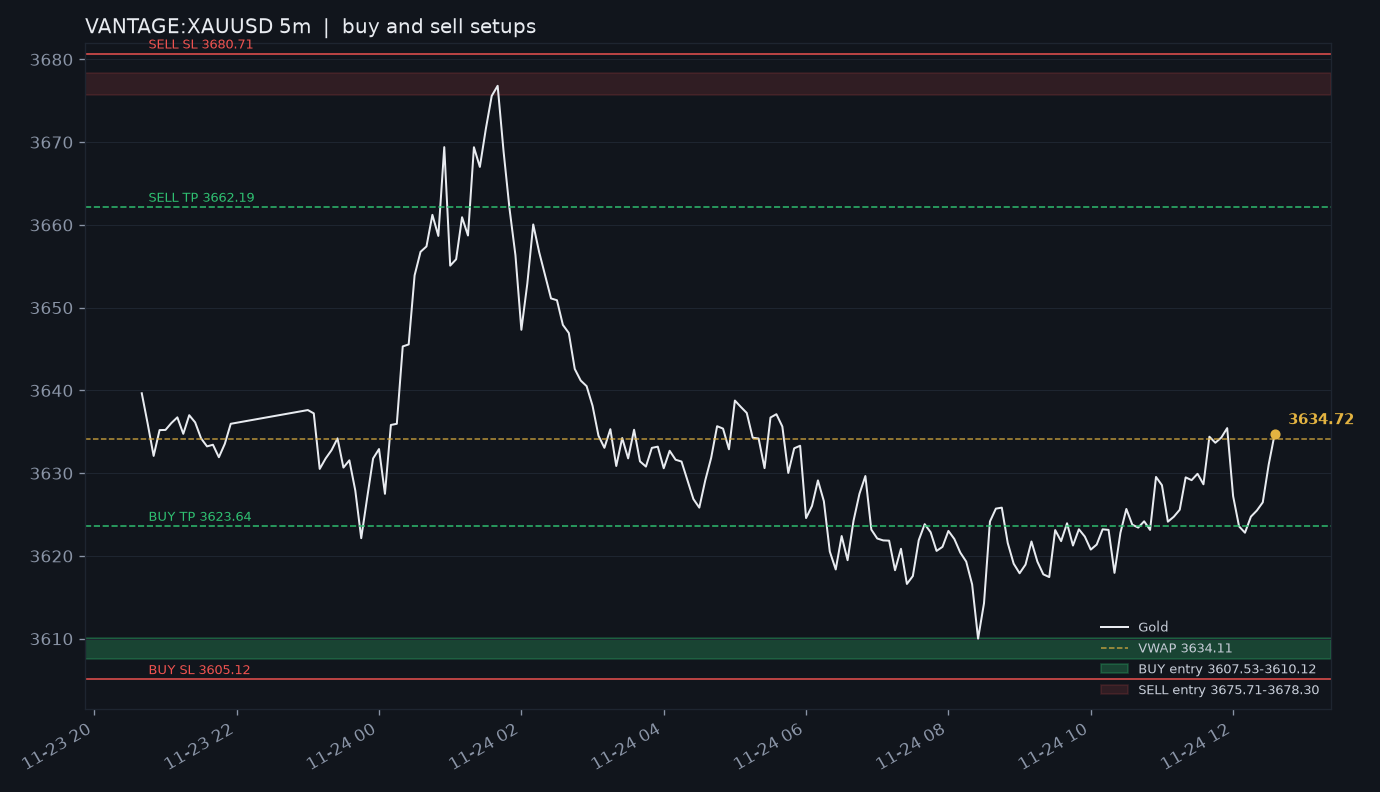 VANTAGE:XAUUSD 5m | buy and sell setups
SELL SL 3680.71
3680
3670
SELL TP 3662.19
3660
3650
3640
3634.72
3630
BUY TP 3623.64
3620
3610
BUY SL 3605.12
Gold
VWAP 3634.11
BUY entry 3607.53-3610.12
SELL entry 3675.71-3678.30
11-23 20
11-23 22
11-24 00
11-24 02
11-24 04
11-24 06
11-24 08
11-24 10
11-24 12